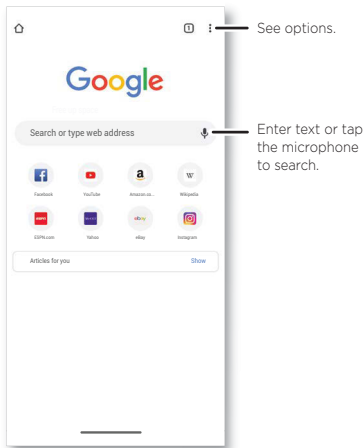 1
See options.
Google
Search or type web address
Enter text or tap
the microphone
to search.
Facebook
YouTube
Amazon.co...
Wikipedia
ESPN.com
Yahoo
eBay
Instagram
Articles for you
Show